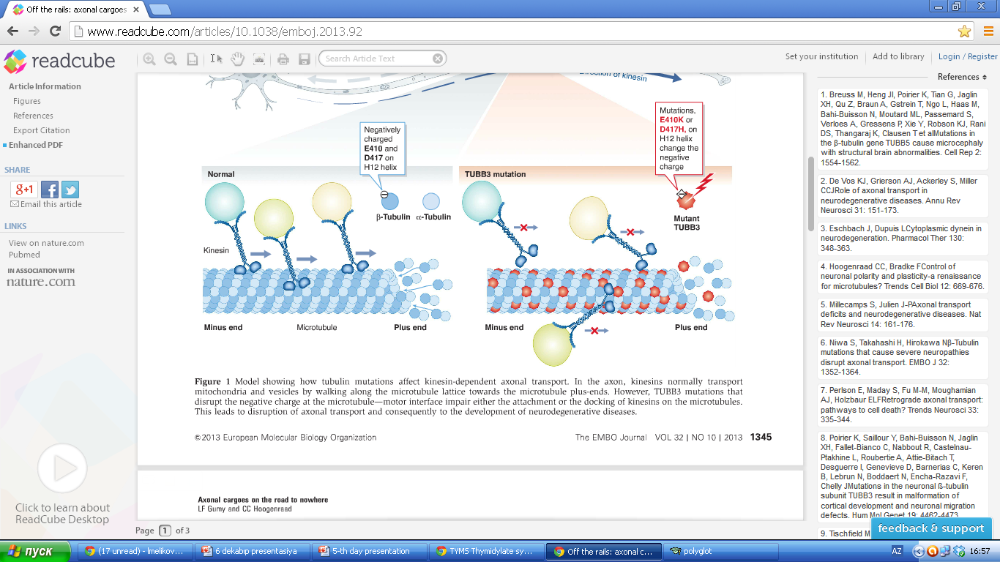 Off the rails: axonal cargoes
www.readcube.com/articles/10.1038/emboj.2013.92
readcube
Search Article Text
Set your institution
Add to library
Login / Register
Article Information
Figures
References
Export Citation
Enhanced PDF
SHARE
g+1
Email this article
LINKS
View on nature.com
Pubmed
IN ASSOCIATION WITH
nature.com
Click to learn about
ReadCube Desktop
Direction of kinesin
Negatively
charged
E410 and
D417 on
H12 helix
Mutations,
E410K or
D417H, on
H12 helix
change the
negative
charge
Normal
TUBB3 mutation
β-Tubulin
α-Tubulin
Mutant
TUBB3
Kinesin
Minus end
Microtubule
Plus end
Minus end
Plus end
Figure 1 Model showing how tubulin mutations affect kinesin-dependent axonal transport. In the axon, kinesins normally transport
mitochondria and vesicles by walking along the microtubule lattice towards the microtubule plus-ends. However, TUBB3 mutations that
disrupt the negative charge at the microtubule—motor interface impair either the attachment or the docking of kinesins on the microtubules.
This leads to disruption of axonal transport and consequently to the development of neurodegenerative diseases.
©2013 European Molecular Biology Organization
The EMBO Journal VOL 32 | NO 10 | 2013 1345
Axonal cargoes on the road to nowhere
LF Gumy and CC Hoogenraad
Page 1 of 3
References
1. Breuss M, Heng JI, Poirier K, Tian G, Jaglin
XH, Qu Z, Braun A, Gstrein T, Ngo L, Haas M,
Bahi-Buisson N, Moutard ML, Passemard S,
Verloes A, Gressens P, Xie Y, Robson KJ, Rani
DS, Thangaraj K, Clausen T et alMutations in
the β-tubulin gene TUBB5 cause microcephaly
with structural brain abnormalities. Cell Rep 2:
1554-1562.
2. De Vos KJ, Grierson AJ, Ackerley S, Miller
CCJRole of axonal transport in
neurodegenerative diseases. Annu Rev
Neurosci 31: 151-173.
3. Eschbach J, Dupuis LCytoplasmic dynein in
neurodegeneration. Pharmacol Ther 130:
348-363.
4. Hoogenraad CC, Bradke FControl of
neuronal polarity and plasticity-a renaissance
for microtubules? Trends Cell Biol 12: 669-676.
5. Millecamps S, Julien J-PAxonal transport
deficits and neurodegenerative diseases. Nat
Rev Neurosci 14: 161-176.
6. Niwa S, Takahashi H, Hirokawa Nβ-Tubulin
mutations that cause severe neuropathies
disrupt axonal transport. EMBO J 32:
1352-1364.
7. Perlson E, Maday S, Fu M-M, Moughamian
AJ, Holzbaur ELFRetrograde axonal transport:
pathways to cell death? Trends Neurosci 33:
335-344.
8. Poirier K, Saillour Y, Bahi-Buisson N, Jaglin
XH, Fallet-Bianco C, Nabbout R, Castelnau-
Ptakhine L, Roubertie A, Attie-Bitach T,
Desguerre I, Genevieve D, Barnerias C, Keren
B, Lebrun N, Boddaert N, Encha-Razavi F,
Chelly JMutations in the neuronal ß-tubulin
subunit TUBB3 result in malformation of
cortical development and neuronal migration
defects. Hum Mol Genet 19: 4462-4473.
9. Tischfield M
feedback & support
пуск
(17 unread) - lmelikov...
6 dekabıp presentasiya
5-th day presentation
TYMS Thymidylate sy...
Off the rails: axonal c...
polyglot
AZ
16:57